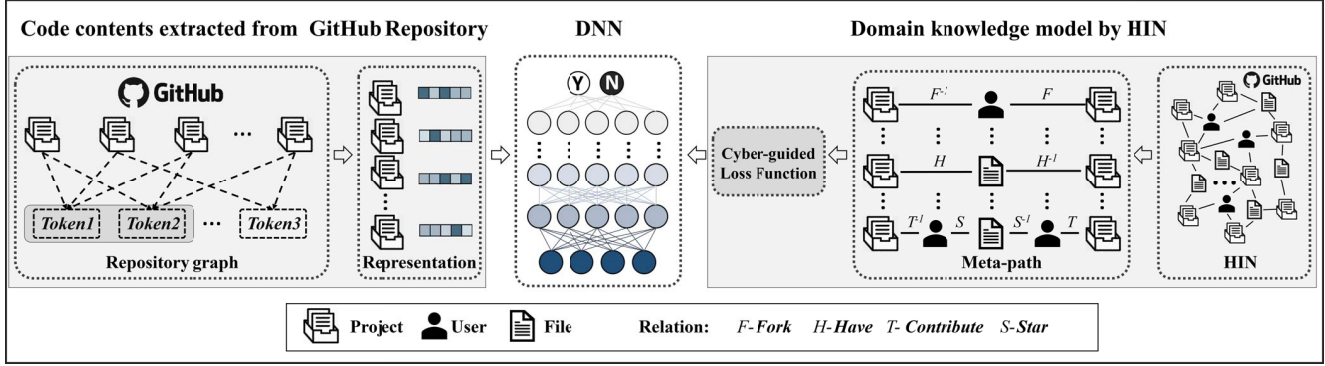 Code contents extracted from GitHub Repository
DNN
Domain knowledge model by HIN
GitHub
...
Token1
Token2
...
Token3
Repository graph
Representation
Y
N
Cyber-guided
Loss Function
F⁻¹
F
H
H⁻¹
T⁻¹
S
S⁻¹
T
Meta-path
GitHub
HIN
Project
User
File
Relation:
F-Fork
H-Have
T- Contribute
S-Star